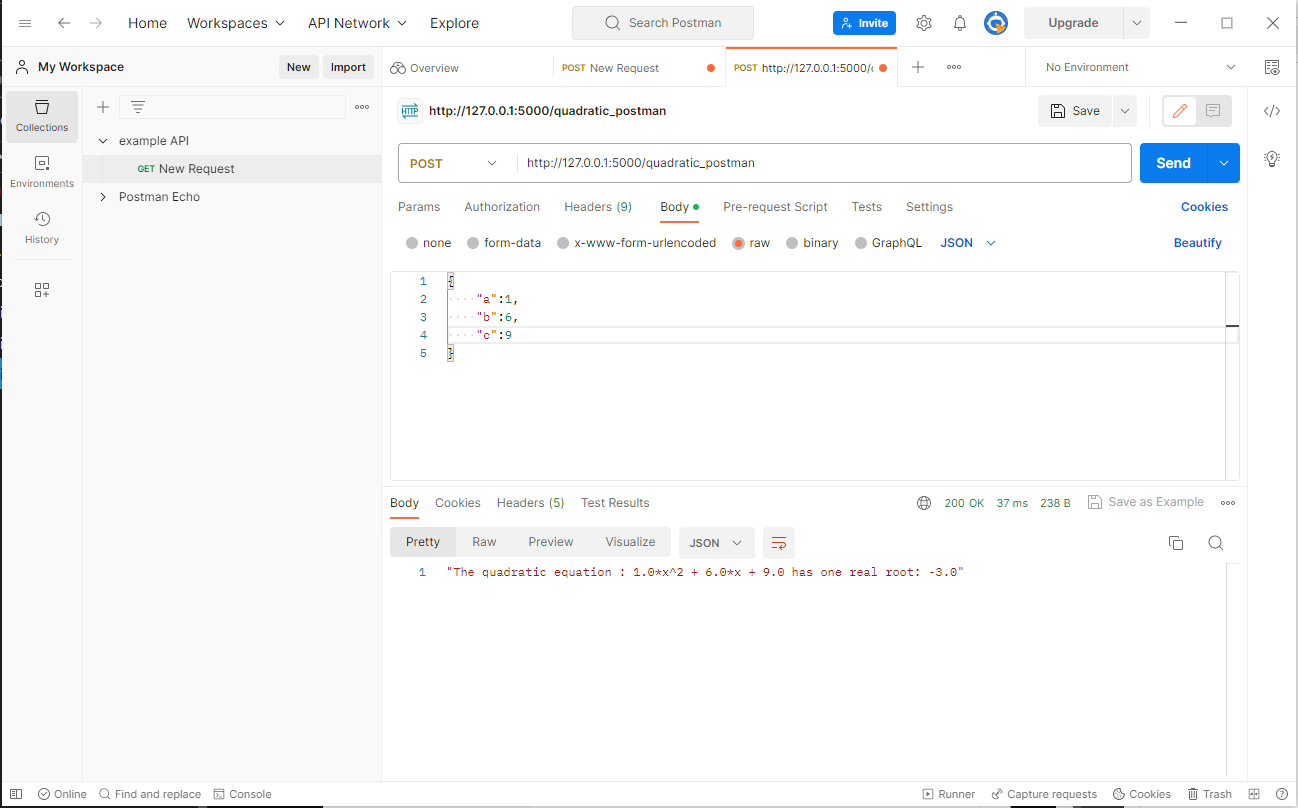 Home Workspaces API Network Explore Search Postman Invite Upgrade
My Workspace New Import Overview POST New Request POST http://127.0.0.1:5000/ No Environment
Collections
Environments
History
example API
GET New Request
Postman Echo
HTTP http://127.0.0.1:5000/quadratic_postman Save
POST http://127.0.0.1:5000/quadratic_postman Send
Params Authorization Headers (9) Body Pre-request Script Tests Settings Cookies
none form-data x-www-form-urlencoded raw binary GraphQL JSON Beautify
1 {
2 "a":1,
3 "b":6,
4 "c":9
5 }
Body Cookies Headers (5) Test Results 200 OK 37 ms 238 B Save as Example
Pretty Raw Preview Visualize JSON
1 "The quadratic equation : 1.0*x^2 + 6.0*x + 9.0 has one real root: -3.0"
Online Find and replace Console Runner Capture requests Cookies Trash